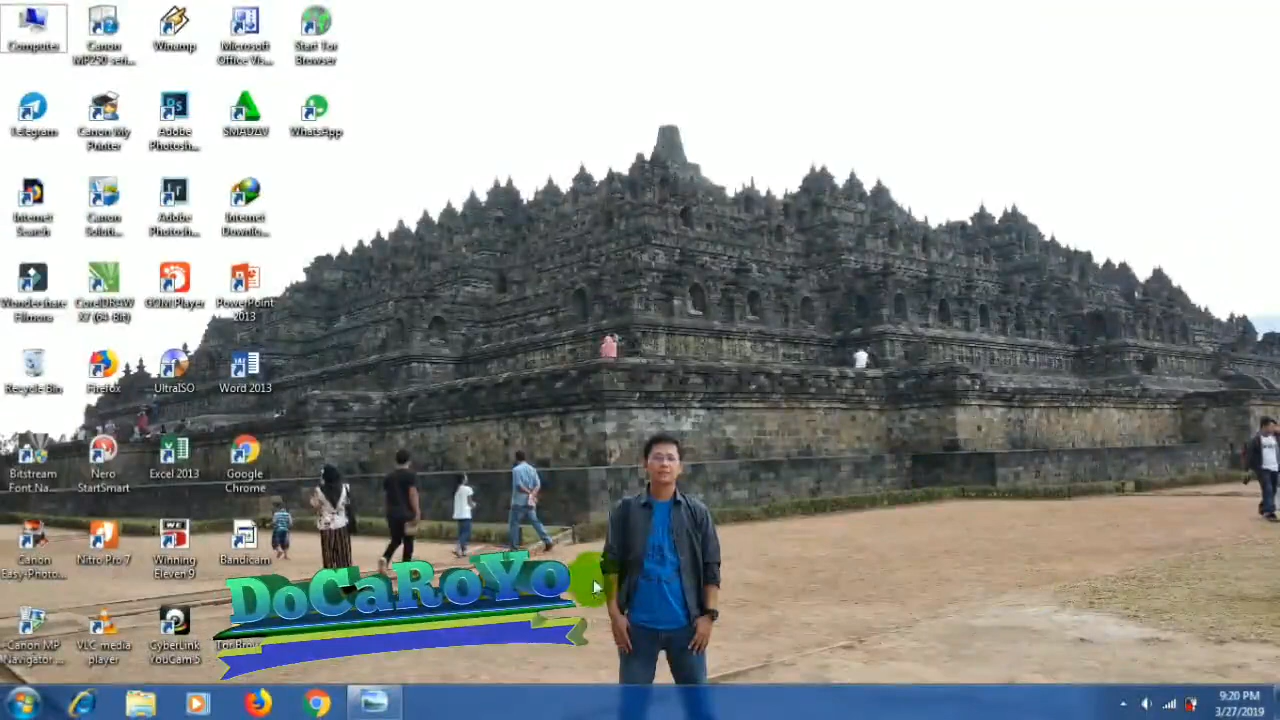 Computer
Canon
MP250 seri...
Winamp
Microsoft
Office Vis...
Start Tor
Browser
Telegram
Canon My
Printer
Adobe
Photosh...
SMADAV
WhatsApp
Internet
Search
Canon
Soluti...
Adobe
Photosh...
Internet
Downlo...
Wondershare
Filmora
CorelDRAW
X7 (64-Bit)
GOM Player
PowerPoint
2013
Recycle Bin
Firefox
UltraISO
Word 2013
Bitstream
Font Na...
Nero
StartSmart
Excel 2013
Google
Chrome
Canon
Easy-Photo...
Nitro Pro 7
Winning
Eleven 9
Bandicam
DoCaRoYo
Canon MP
Navigator ...
VLC media
player
CyberLink
YouCam 5
9:20 PM
3/27/2019